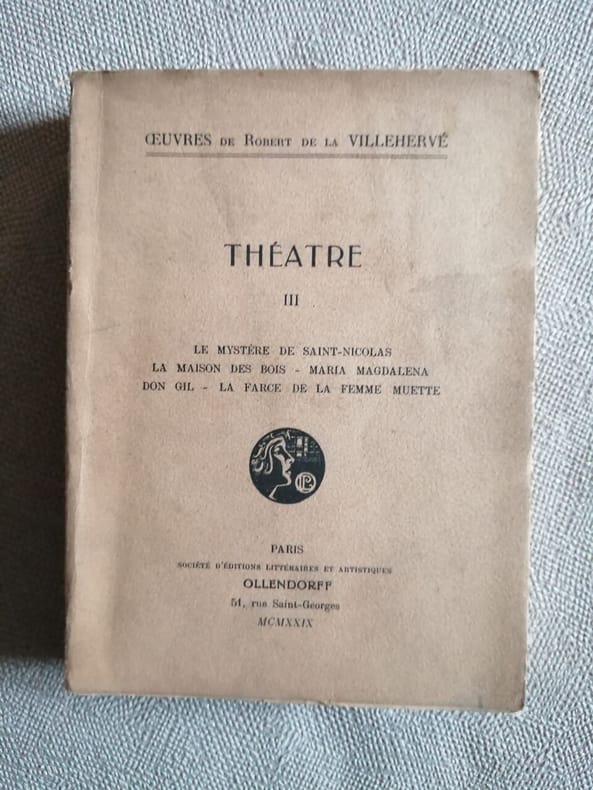 ŒUVRES DE ROBERT DE LA VILLEHERVÉ
THÉATRE
III
LE MYSTÈRE DE SAINT-NICOLAS
LA MAISON DES BOIS - MARIA MAGDALENA
DON GIL - LA FARCE DE LA FEMME MUETTE
PARIS
SOCIÉTÉ D'ÉDITIONS LITTÉRAIRES ET ARTISTIQUES
OLLENDORFF
51, rue Saint-Georges
MCMXXIX